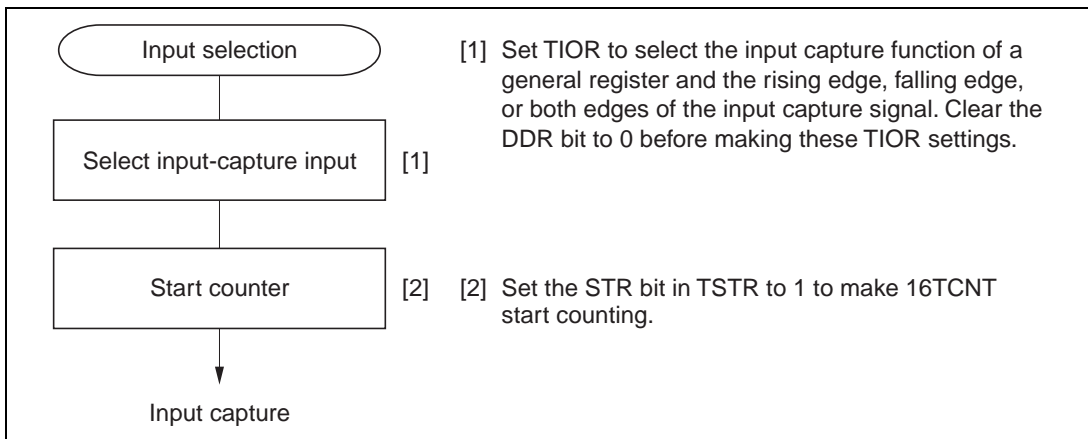 Input selection
[1] Set TIOR to select the input capture function of a
general register and the rising edge, falling edge,
or both edges of the input capture signal. Clear the
DDR bit to 0 before making these TIOR settings.
Select input-capture input [1]
Start counter [2]
[2] Set the STR bit in TSTR to 1 to make 16TCNT
start counting.
Input capture